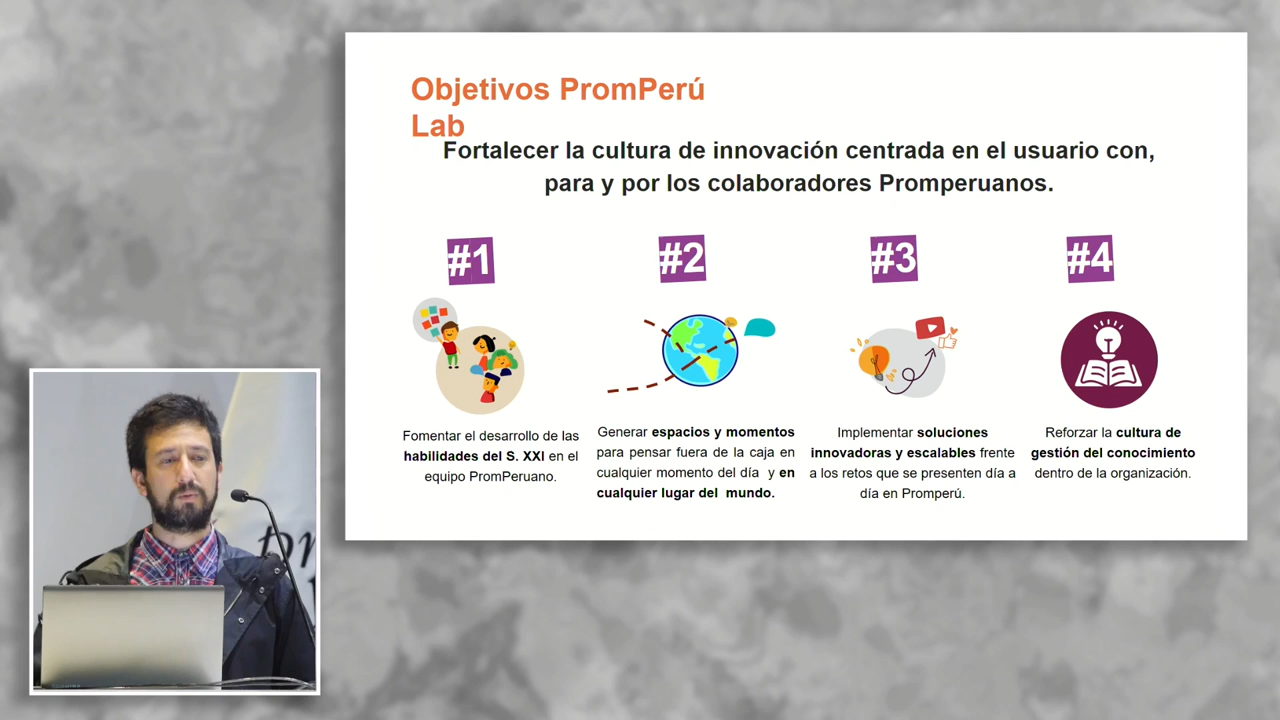 Objetivos PromPerú
Lab
Fortalecer la cultura de innovación centrada en el usuario con,
para y por los colaboradores Promperuanos.
#1
#2
#3
#4
Fomentar el desarrollo de las
habilidades del S. XXI en el
equipo PromPeruano.
Generar espacios y momentos
para pensar fuera de la caja en
cualquier momento del día y en
cualquier lugar del mundo.
Implementar soluciones
innovadoras y escalables frente
a los retos que se presenten día a
día en Promperú.
Reforzar la cultura de
gestión del conocimiento
dentro de la organización.